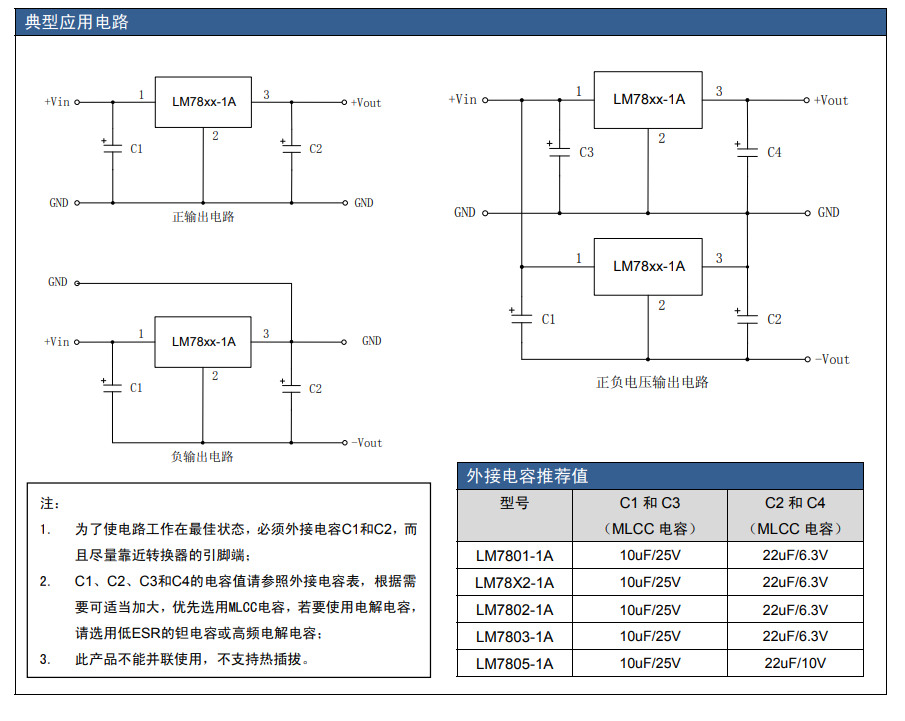 典型应用电路
+Vin
1
LM78xx-1A
3
+Vout
2
+
C1
+
C2
GND
GND
正输出电路
GND
+Vin
1
LM78xx-1A
3
GND
2
+
C1
+
C2
-Vout
负输出电路
+Vin
1
LM78xx-1A
3
+Vout
2
+
C3
+
C4
GND
GND
1
LM78xx-1A
3
2
+
C1
+
C2
-Vout
正负电压输出电路
注：
1. 为了使电路工作在最佳状态，必须外接电容C1和C2，而
且尽量靠近转换器的引脚端；
2. C1、C2、C3和C4的电容值请参照外接电容表，根据需
要可适当加大，优先选用MLCC电容，若要使用电解电容，
请选用低ESR的钽电容或高频电解电容；
3. 此产品不能并联使用，不支持热插拔。
外接电容推荐值
型号 C1 和 C3 C2 和 C4
（MLCC 电容） （MLCC 电容）
LM7801-1A 10uF/25V 22uF/6.3V
LM78X2-1A 10uF/25V 22uF/6.3V
LM7802-1A 10uF/25V 22uF/6.3V
LM7803-1A 10uF/25V 22uF/6.3V
LM7805-1A 10uF/25V 22uF/10V